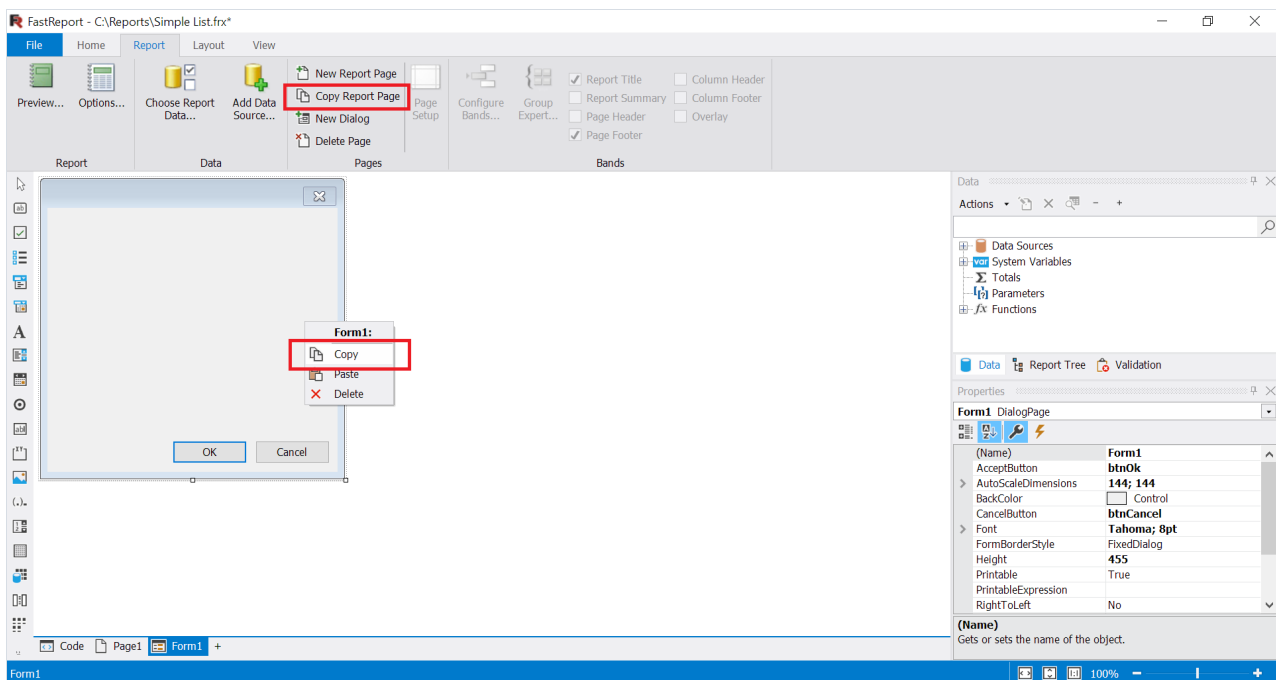 FastReport - C:\Reports\Simple List.frx*
File Home Report Layout View
Preview... Options... Choose Report Data... Add Data Source... New Report Page
Copy Report Page
New Dialog
Delete Page
Page Setup
Configure Bands... Group Expert...
Report Title Column Header
Report Summary Column Footer
Page Header Overlay
Page Footer
Report Data Pages Bands
Form1:
Copy
Paste
Delete
OK Cancel
Data
Actions
Data Sources
var System Variables
Σ Totals
[?] Parameters
fx Functions
Data Report Tree Validation
Properties
Form1 DialogPage
(Name) Form1
AcceptButton btnOk
AutoScaleDimensions 144; 144
BackColor Control
CancelButton btnCancel
Font Tahoma; 8pt
FormBorderStyle FixedDialog
Height 455
Printable True
PrintableExpression
RightToLeft No
(Name)
Gets or sets the name of the object.
Code Page1 Form1 +
Form1 100%